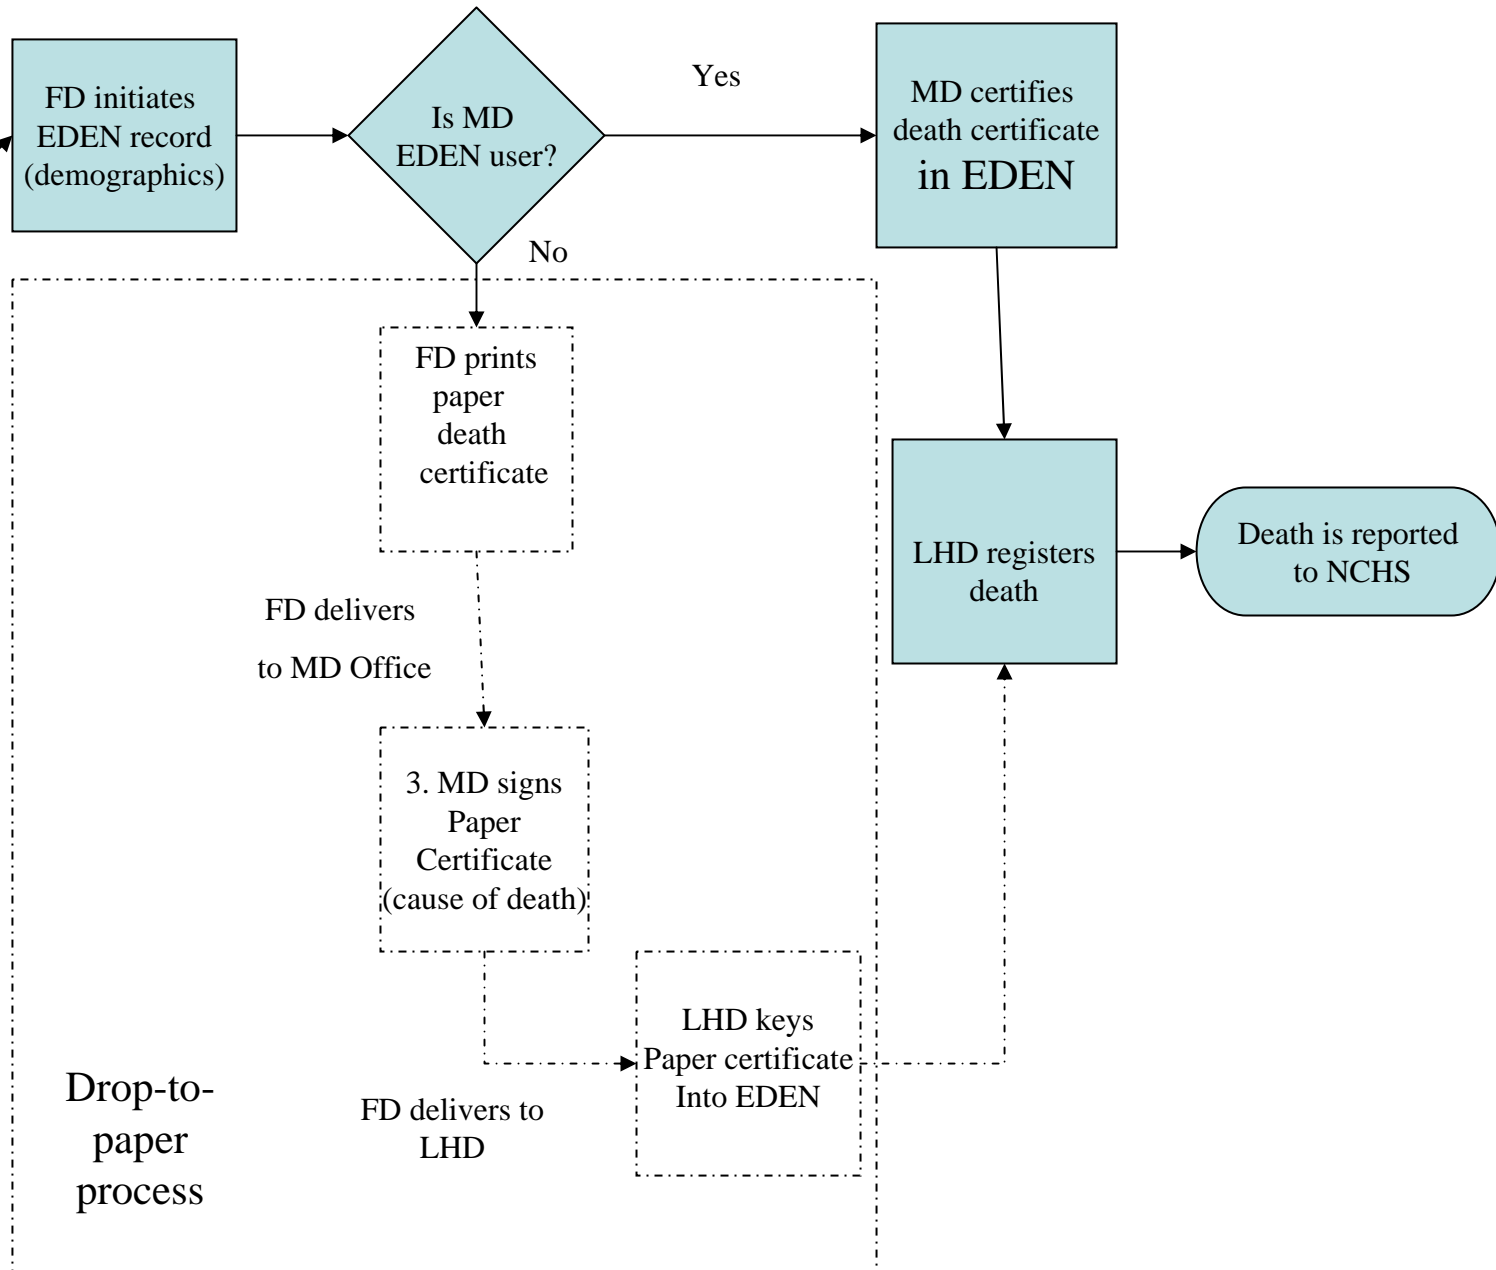 FD initiates
EDEN record
(demographics)
Is MD
EDEN user?
Yes
MD certifies
death certificate
in EDEN
No
FD prints
paper
death
certificate
FD delivers
to MD Office
LHD registers
death
Death is reported
to NCHS
3. MD signs
Paper
Certificate
(cause of death)
LHD keys
Paper certificate
Into EDEN
FD delivers to
LHD
Drop-to-
paper
process